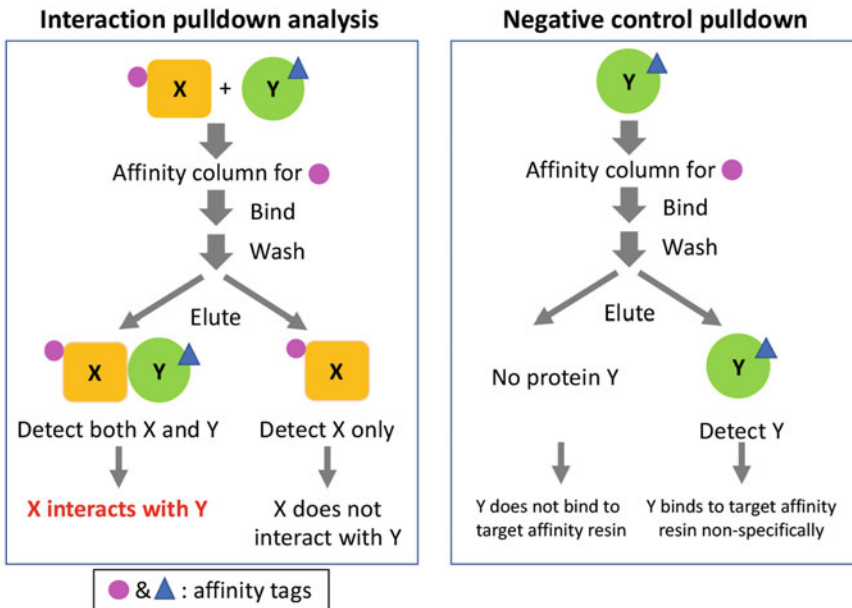 Interaction pulldown analysis
X + Y
Affinity column for
Bind
Wash
Elute
X Y
X
Detect both X and Y
Detect X only
X interacts with Y
X does not
interact with Y
Negative control pulldown
Y
Affinity column for
Bind
Wash
Elute
No protein Y
Y
Detect Y
Y does not bind to
target affinity resin
Y binds to target affinity
resin non-specifically
& : affinity tags